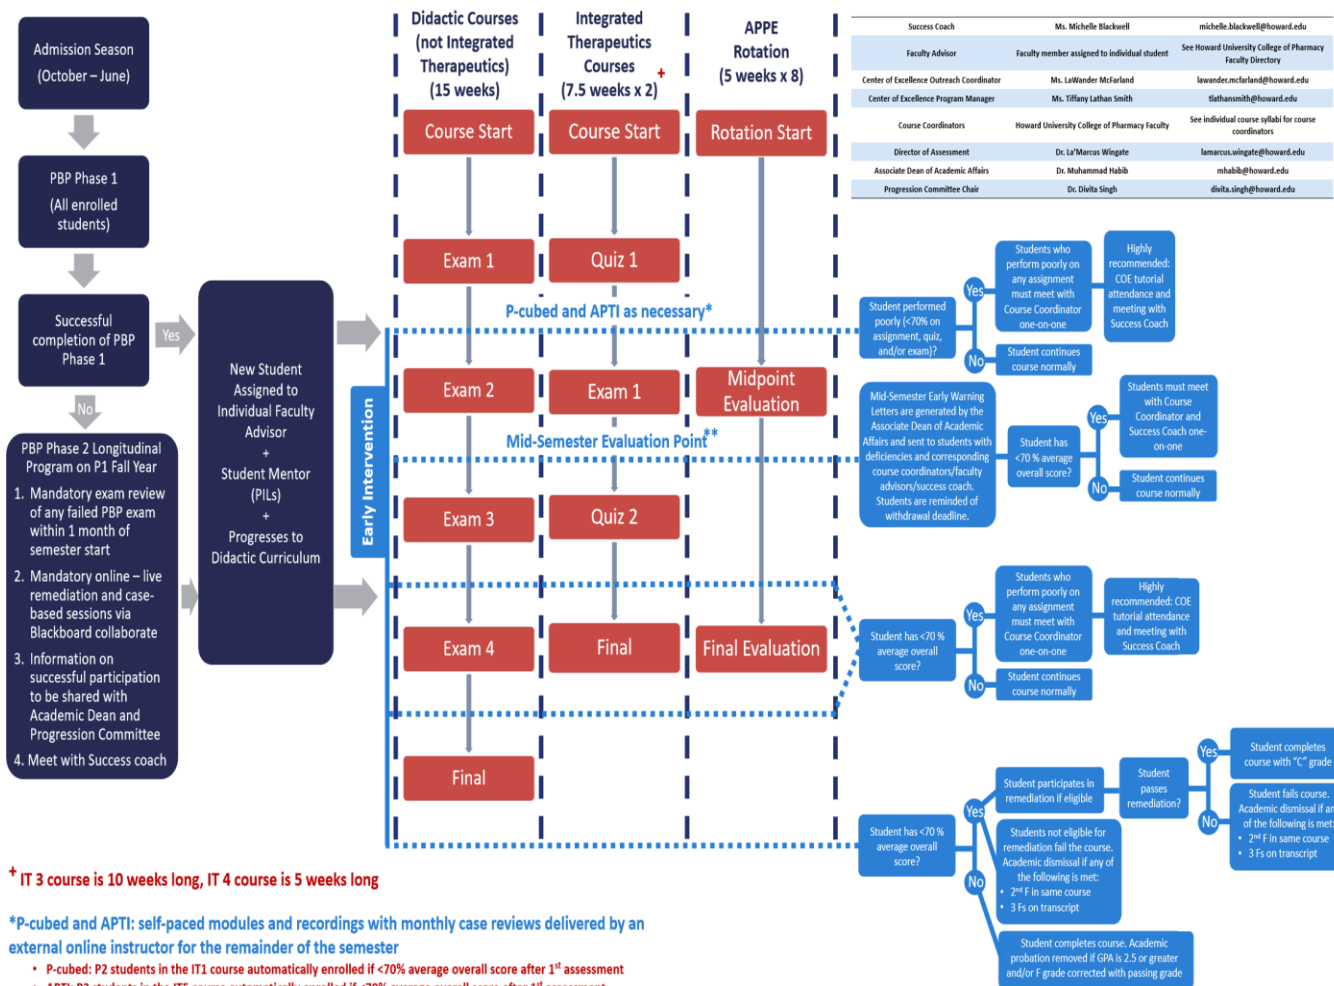 Admission Season
(October – June)
PBP Phase 1
(All enrolled
students)
Successful
completion of PBP
Phase 1
Yes
No
PBP Phase 2 Longitudinal
Program on P1 Fall Year
1. Mandatory exam review
of any failed PBP exam
within 1 month of
semester start
2. Mandatory online – live
remediation and case-
based sessions via
Blackboard collaborate
3. Information on
successful participation
to be shared with
Academic Dean and
Progression Committee
4. Meet with Success coach
New Student
Assigned to
Individual Faculty
Advisor
+
Student Mentor
(PILs)
+
Progresses to
Didactic Curriculum
Early Intervention
Didactic Courses
(not Integrated
Therapeutics)
(15 weeks)
Course Start
Exam 1
Exam 2
Exam 3
Exam 4
Final
Integrated
Therapeutics
Courses +
(7.5 weeks x 2)
Course Start
Quiz 1
Exam 1
Quiz 2
Final
APPE
Rotation
(5 weeks x 8)
Rotation Start
Midpoint
Evaluation
Final Evaluation
P-cubed and APTI as necessary*
Mid-Semester Evaluation Point**
Success Coach Ms. Michelle Blackwell michelle.blackwell@howard.edu
Faculty Advisor Faculty member assigned to individual student See Howard University College of Pharmacy
Faculty Directory
Center of Excellence Outreach Coordinator Ms. LaWander McFarland lawander.mcfarland@howard.edu
Center of Excellence Program Manager Ms. Tiffany Lathan Smith tlathansmith@howard.edu
Course Coordinators Howard University College of Pharmacy Faculty See individual course syllabi for course
coordinators
Director of Assessment Dr. La'Marcus Wingate lamarcus.wingate@howard.edu
Associate Dean of Academic Affairs Dr. Muhammad Habib mhabib@howard.edu
Progression Committee Chair Dr. Divita Singh divita.singh@howard.edu
Student performed
poorly (<70% on
assignment, quiz,
and/or exam)?
Yes
Students who
perform poorly on
any assignment
must meet with
Course Coordinator
one-on-one
Highly
recommended:
COE tutorial
attendance and
meeting with
Success Coach
No
Student continues
course normally
Mid-Semester Early Warning
Letters are generated by the
Associate Dean of Academic
Affairs and sent to students with
deficiencies and corresponding
course coordinators/faculty
advisors/success coach.
Students are reminded of
withdrawal deadline.
Student has
<70 % average
overall score?
Yes
Students must meet
with Course
Coordinator and
Success Coach one-
on-one
No
Student continues
course normally
Student has <70 %
average overall
score?
Yes
Students who
perform poorly on
any assignment
must meet with
Course Coordinator
one-on-one
Highly
recommended: COE
tutorial attendance
and meeting with
Success Coach
No
Student continues
course normally
Student has <70 %
average overall
score?
Yes
Student participates in
remediation if eligible
Student
passes
remediation?
Yes
Student completes
course with "C" grade
No
Student fails course.
Academic dismissal if any
of the following is met:
• 2nd F in same course
• 3 Fs on transcript
Students not eligible for
remediation fail the course.
Academic dismissal if any of
the following is met:
• 2nd F in same course
• 3 Fs on transcript
No
Student completes course. Academic
probation removed if GPA is 2.5 or greater
and/or F grade corrected with passing grade
+ IT 3 course is 10 weeks long, IT 4 course is 5 weeks long
*P-cubed and APTI: self-paced modules and recordings with monthly case reviews delivered by an
external online instructor for the remainder of the semester
• P-cubed: P2 students in the IT1 course automatically enrolled if <70% average overall score after 1st assessment
• APTI: P3 students in the IT5 course automatically enrolled if <70% average overall score after 1st assessment